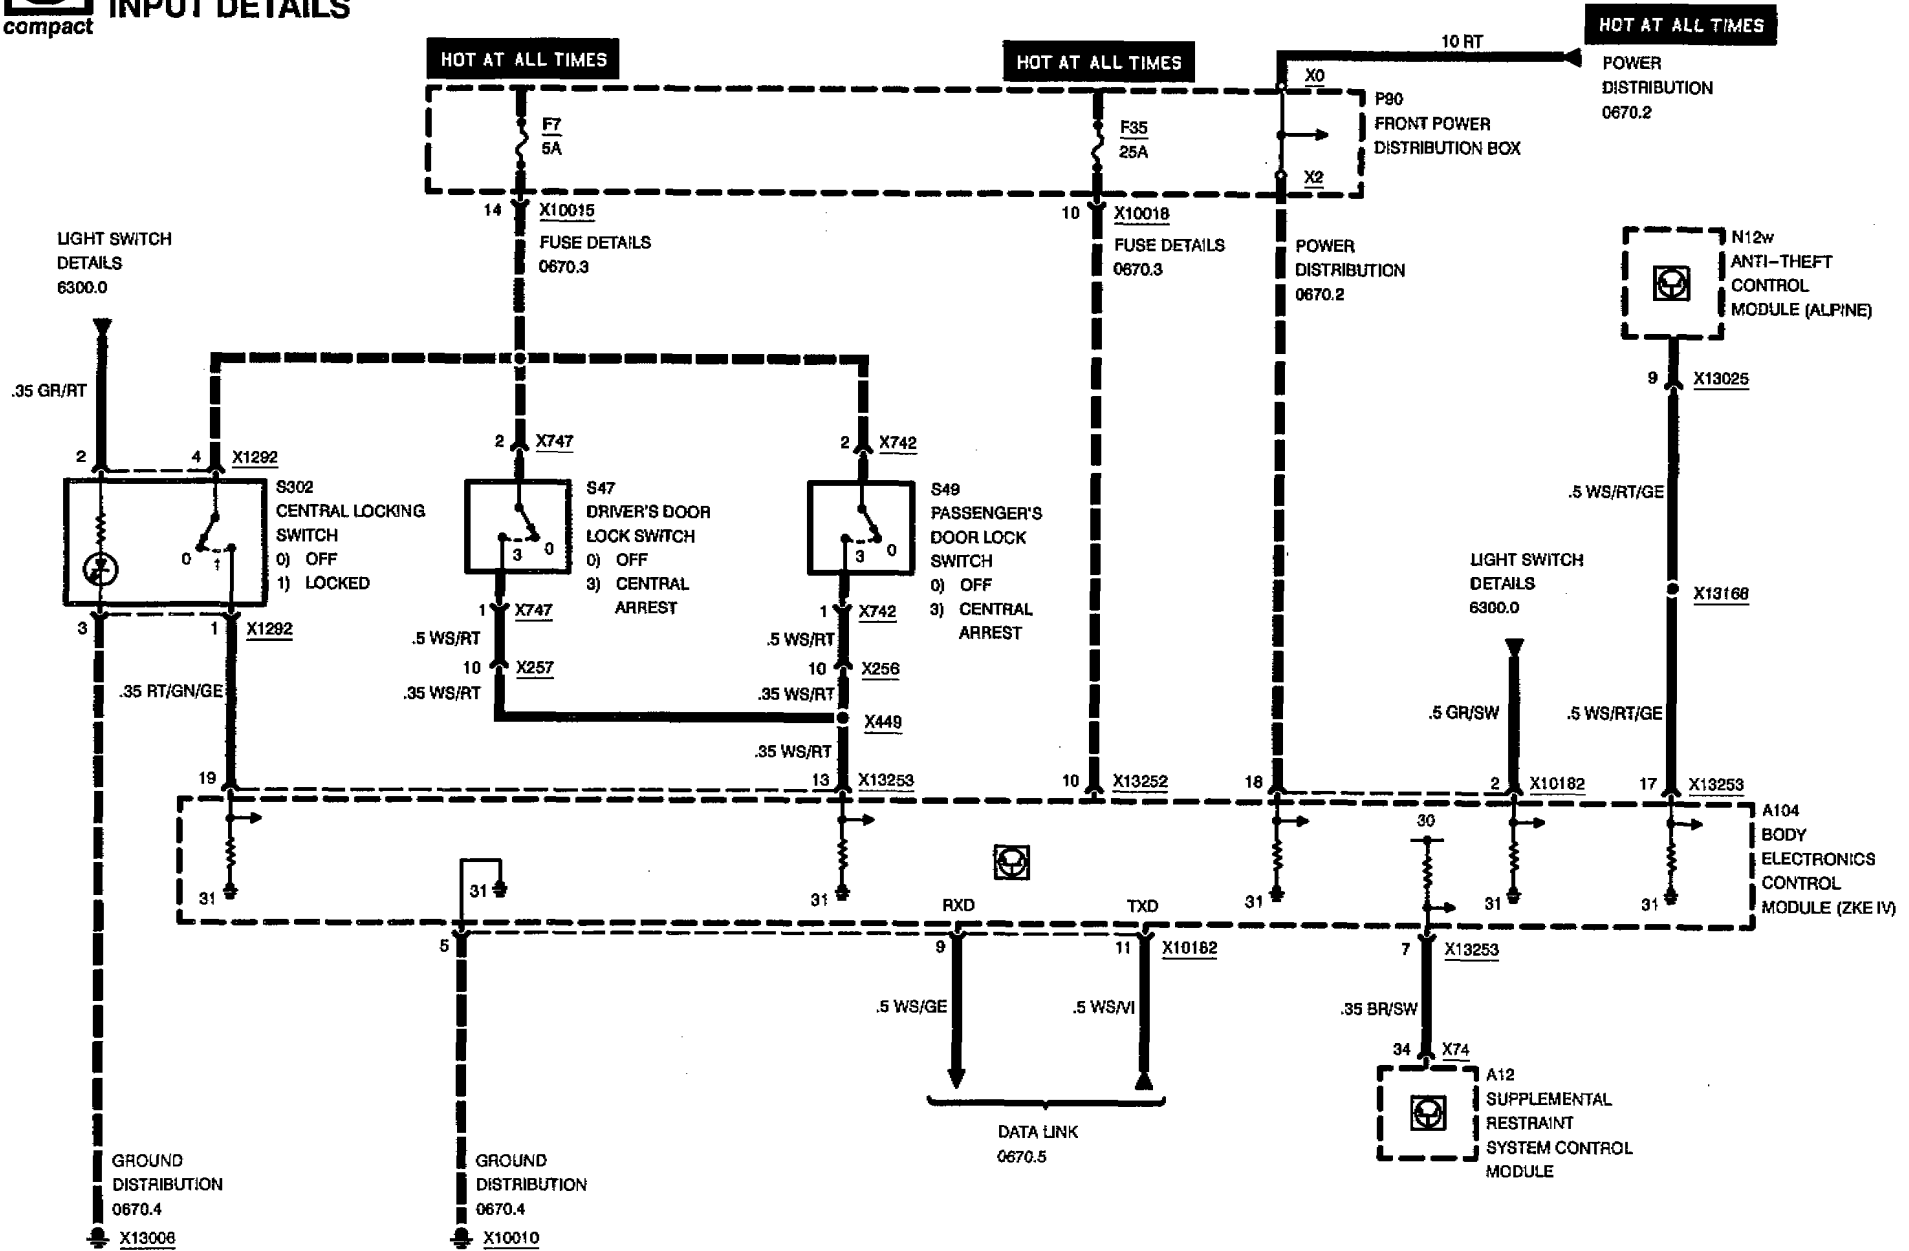 INPUT DETAILS
compact
HOT AT ALL TIMES
HOT AT ALL TIMES
HOT AT ALL TIMES
10 RT
X0
POWER
DISTRIBUTION
0670.2
F7
5A
F35
25A
X2
P90
FRONT POWER
DISTRIBUTION BOX
14 X10015
FUSE DETAILS
0670.3
10 X10018
FUSE DETAILS
0670.3
POWER
DISTRIBUTION
0670.2
LIGHT SWITCH
DETAILS
6300.0
N12w
ANTI-THEFT
CONTROL
MODULE (ALPINE)
.35 GR/RT
9 X13025
2 4 X1292
2 X747
2 X742
S302
CENTRAL LOCKING
SWITCH
0) OFF
1) LOCKED
0 1
S47
DRIVER'S DOOR
LOCK SWITCH
0) OFF
3) CENTRAL
ARREST
3 0
S49
PASSENGER'S
DOOR LOCK
SWITCH
0) OFF
3) CENTRAL
ARREST
3 0
.5 WS/RT/GE
LIGHT SWITCH
DETAILS
6300.0
X13168
3 1 X1292
1 X747
.5 WS/RT
10 X257
.35 WS/RT
1 X742
.5 WS/RT
10 X256
.35 WS/RT
X449
.35 WS/RT
.35 RT/GN/GE
.5 GR/SW
.5 WS/RT/GE
19
13 X13253
10 X13252
18
2 X10182
17 X13253
A104
BODY
ELECTRONICS
CONTROL
MODULE (ZKE IV)
30
31
31
31
31
31
31
RXD
TXD
5
9
11 X10182
7 X13253
.5 WS/GE
.5 WS/VI
.35 BR/SW
34 X74
A12
SUPPLEMENTAL
RESTRAINT
SYSTEM CONTROL
MODULE
DATA LINK
0670.5
GROUND
DISTRIBUTION
0670.4
X13006
GROUND
DISTRIBUTION
0670.4
X10010